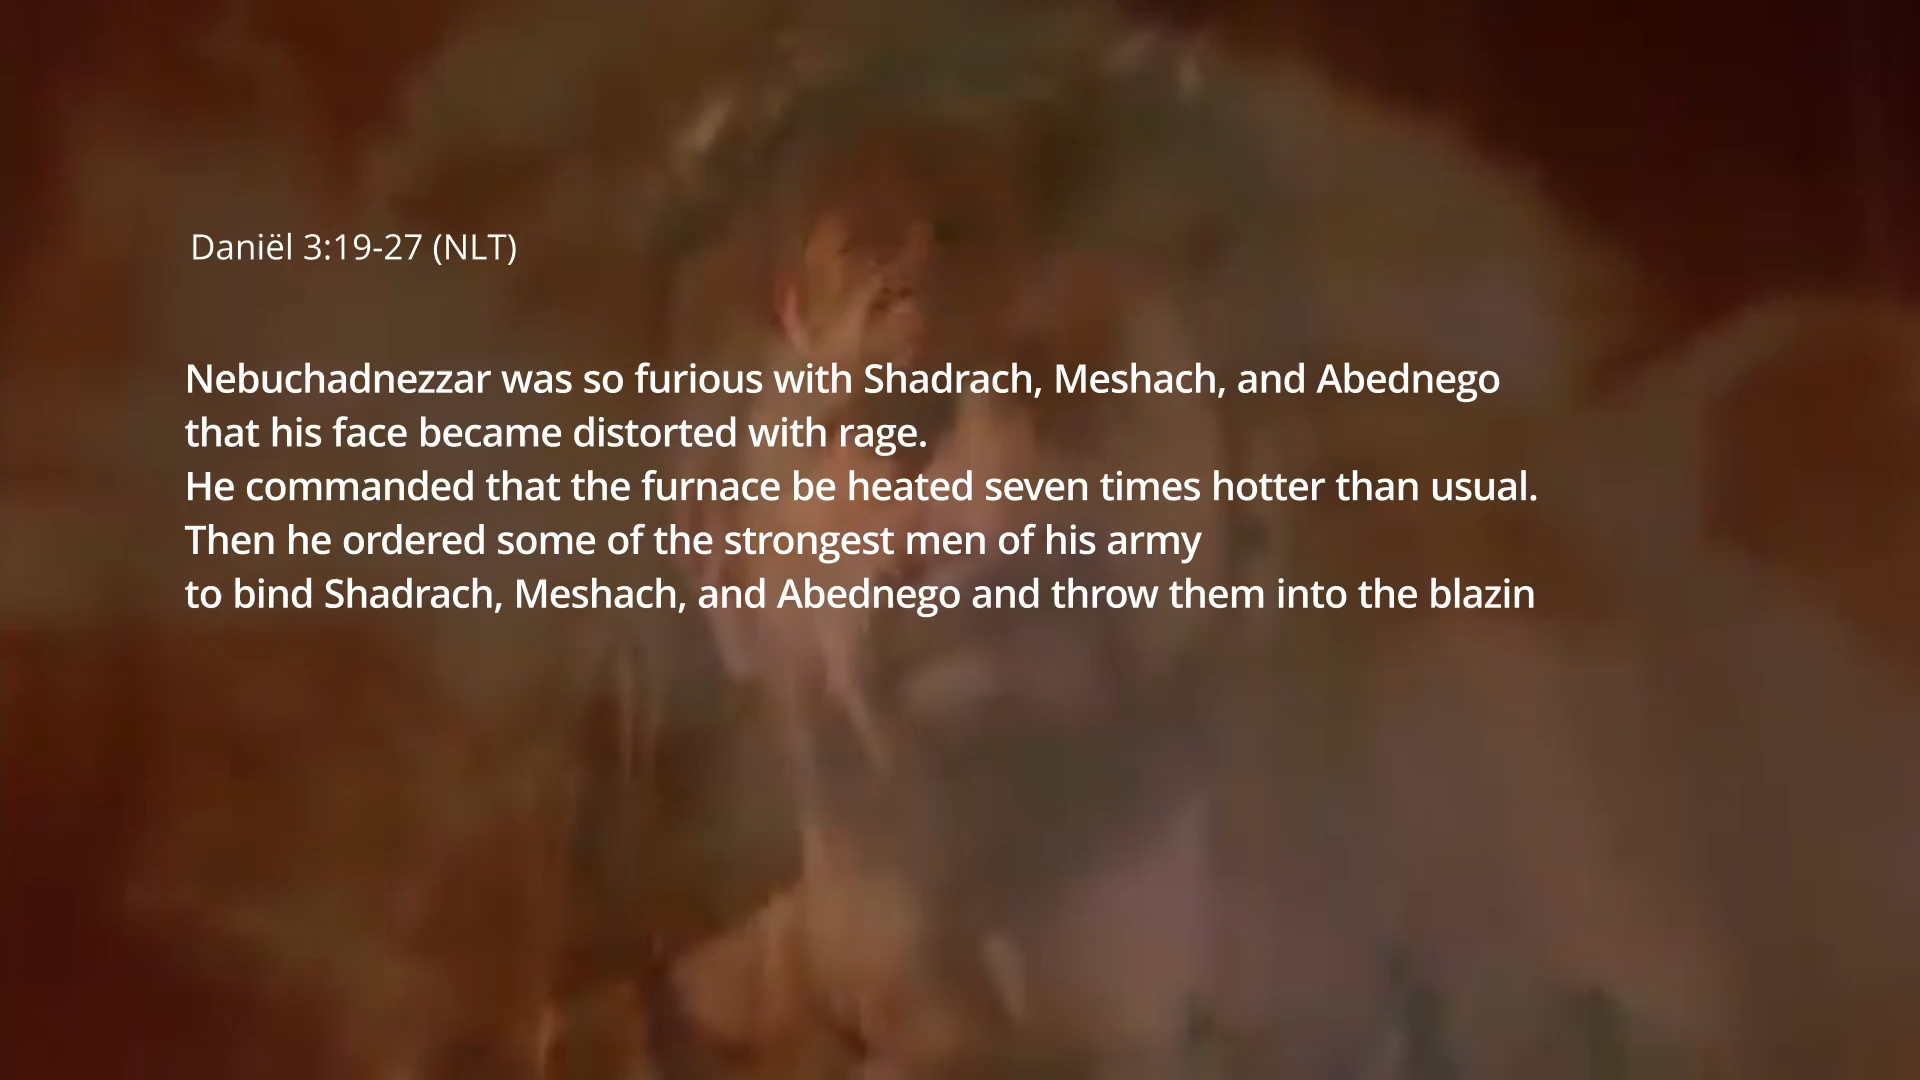 Daniël 3:19-27 (NLT)
Nebuchadnezzar was so furious with Shadrach, Meshach, and Abednego
that his face became distorted with rage.
He commanded that the furnace be heated seven times hotter than usual.
Then he ordered some of the strongest men of his army
to bind Shadrach, Meshach, and Abednego and throw them into the blazin